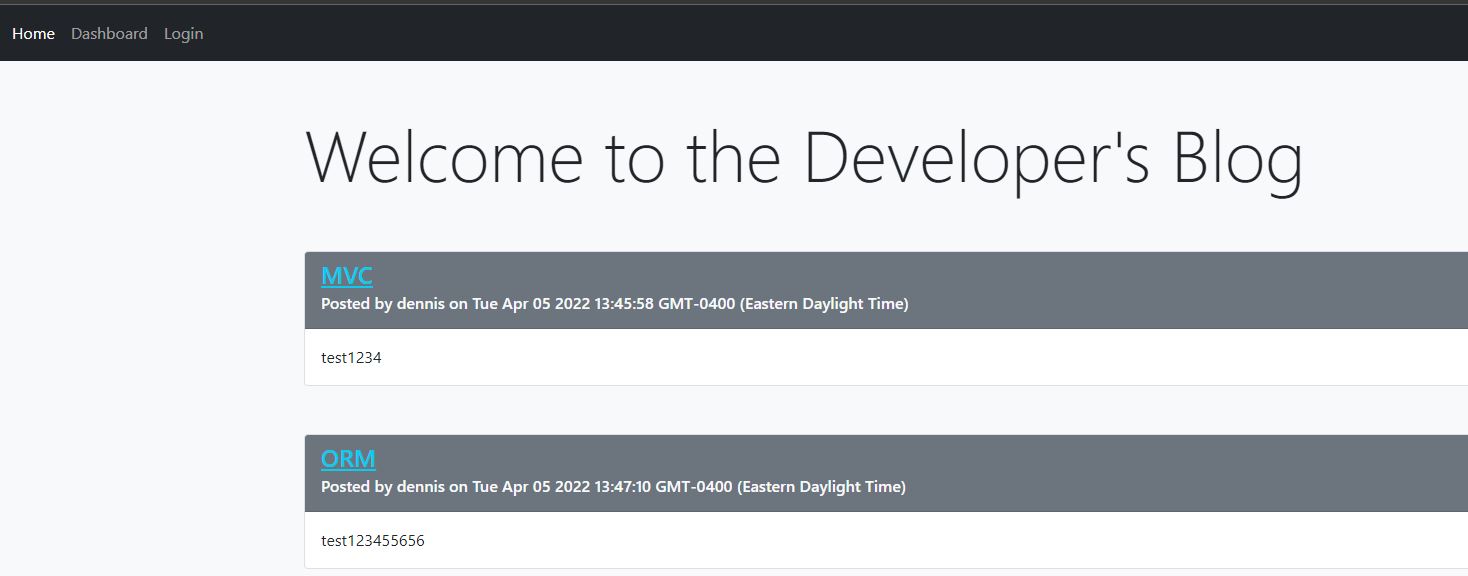 Home Dashboard Login
Welcome to the Developer's Blog
MVC
Posted by dennis on Tue Apr 05 2022 13:45:58 GMT-0400 (Eastern Daylight Time)
test1234
ORM
Posted by dennis on Tue Apr 05 2022 13:47:10 GMT-0400 (Eastern Daylight Time)
test123455656